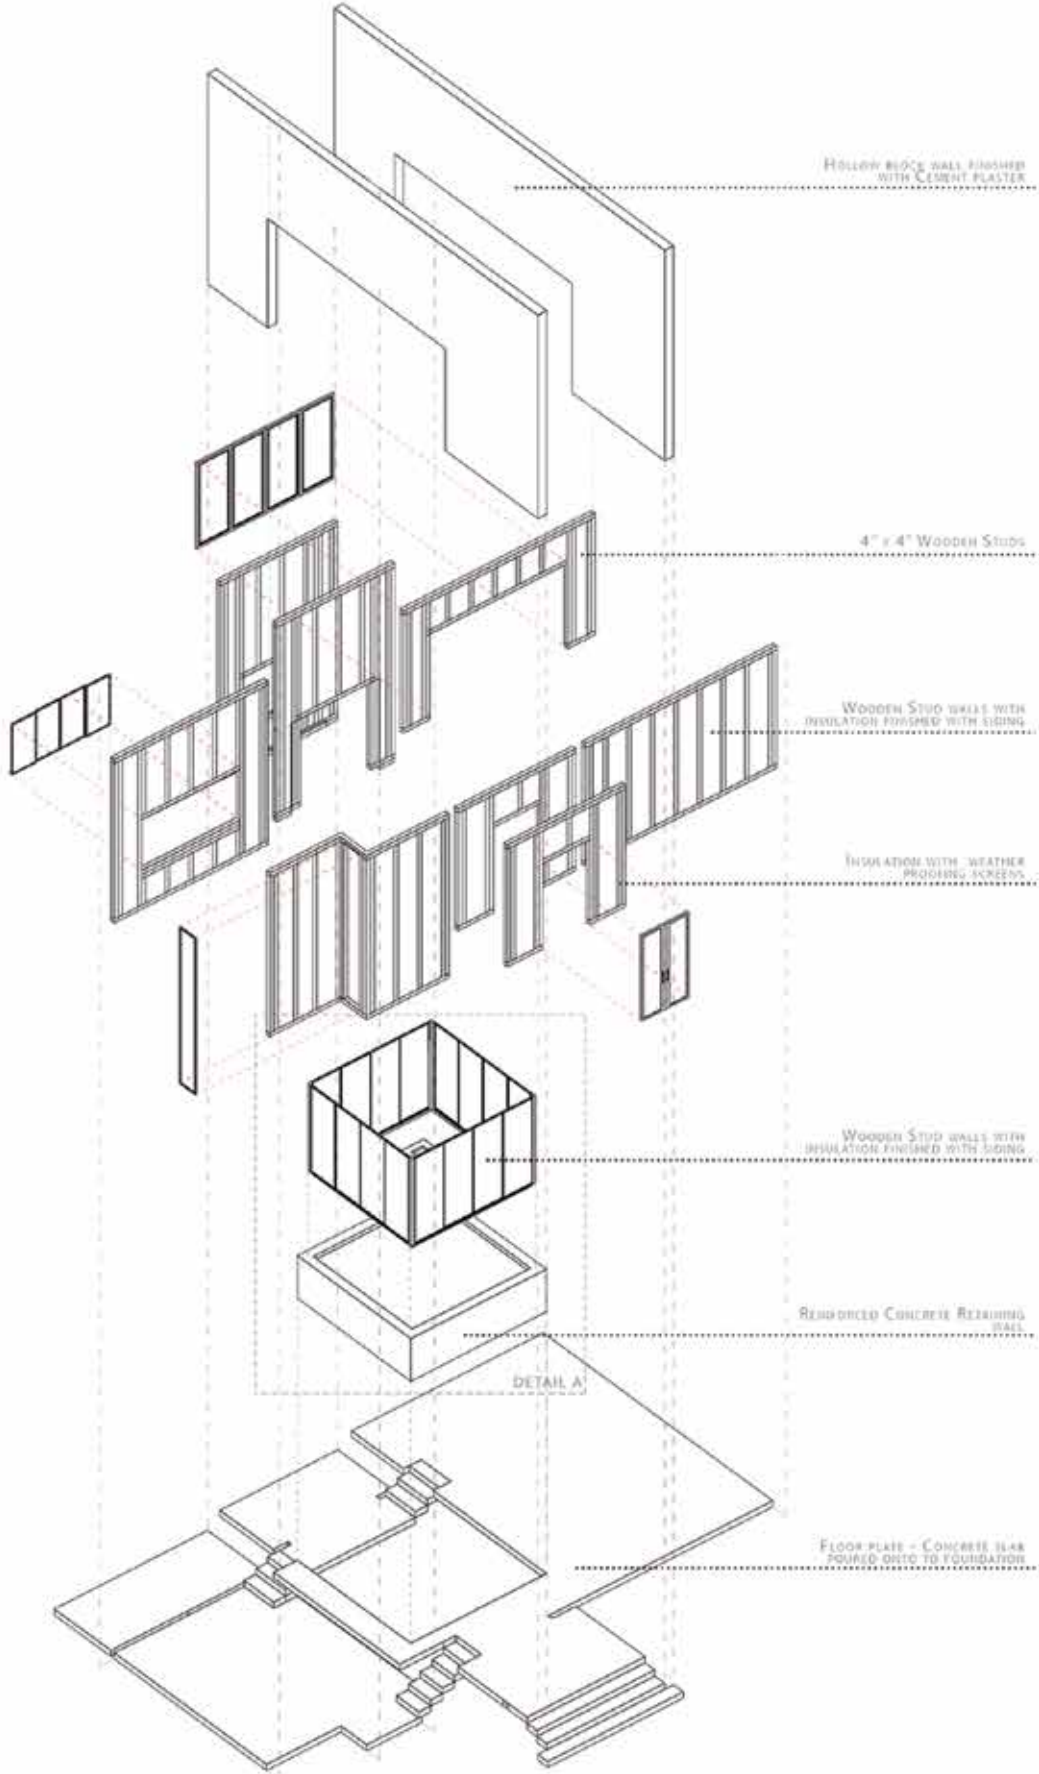 HOLLOW BLOCK WALL FINISHED
WITH CEMENT PLASTER
4" x 4" WOODEN STUDS
WOODEN STUD WALLS WITH
INSULATION FINISHED WITH SIDING
INSULATION WITH WEATHER
PROOFING SCREENS
WOODEN STUD WALLS WITH
INSULATION FINISHED WITH SIDING
REINFORCED CONCRETE RETAINING
WALL
DETAIL A
FLOOR PLATE - CONCRETE SLAB
POURED ONTO TO FOUNDATION